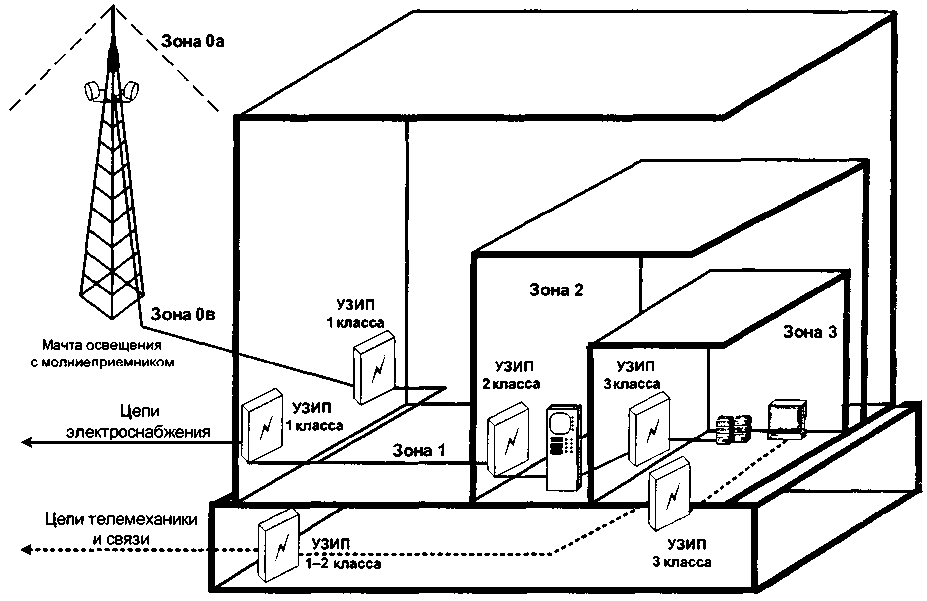 Зона 0а
Зона 0в
Мачта освещения
с молниеприемником
УЗИП
1 класса
Цепи
электроснабжения
УЗИП
1 класса
Зона 1
Зона 2
УЗИП
2 класса
УЗИП
3 класса
Зона 3
Цепи телемеханики
и связи
УЗИП
1–2 класса
УЗИП
3 класса